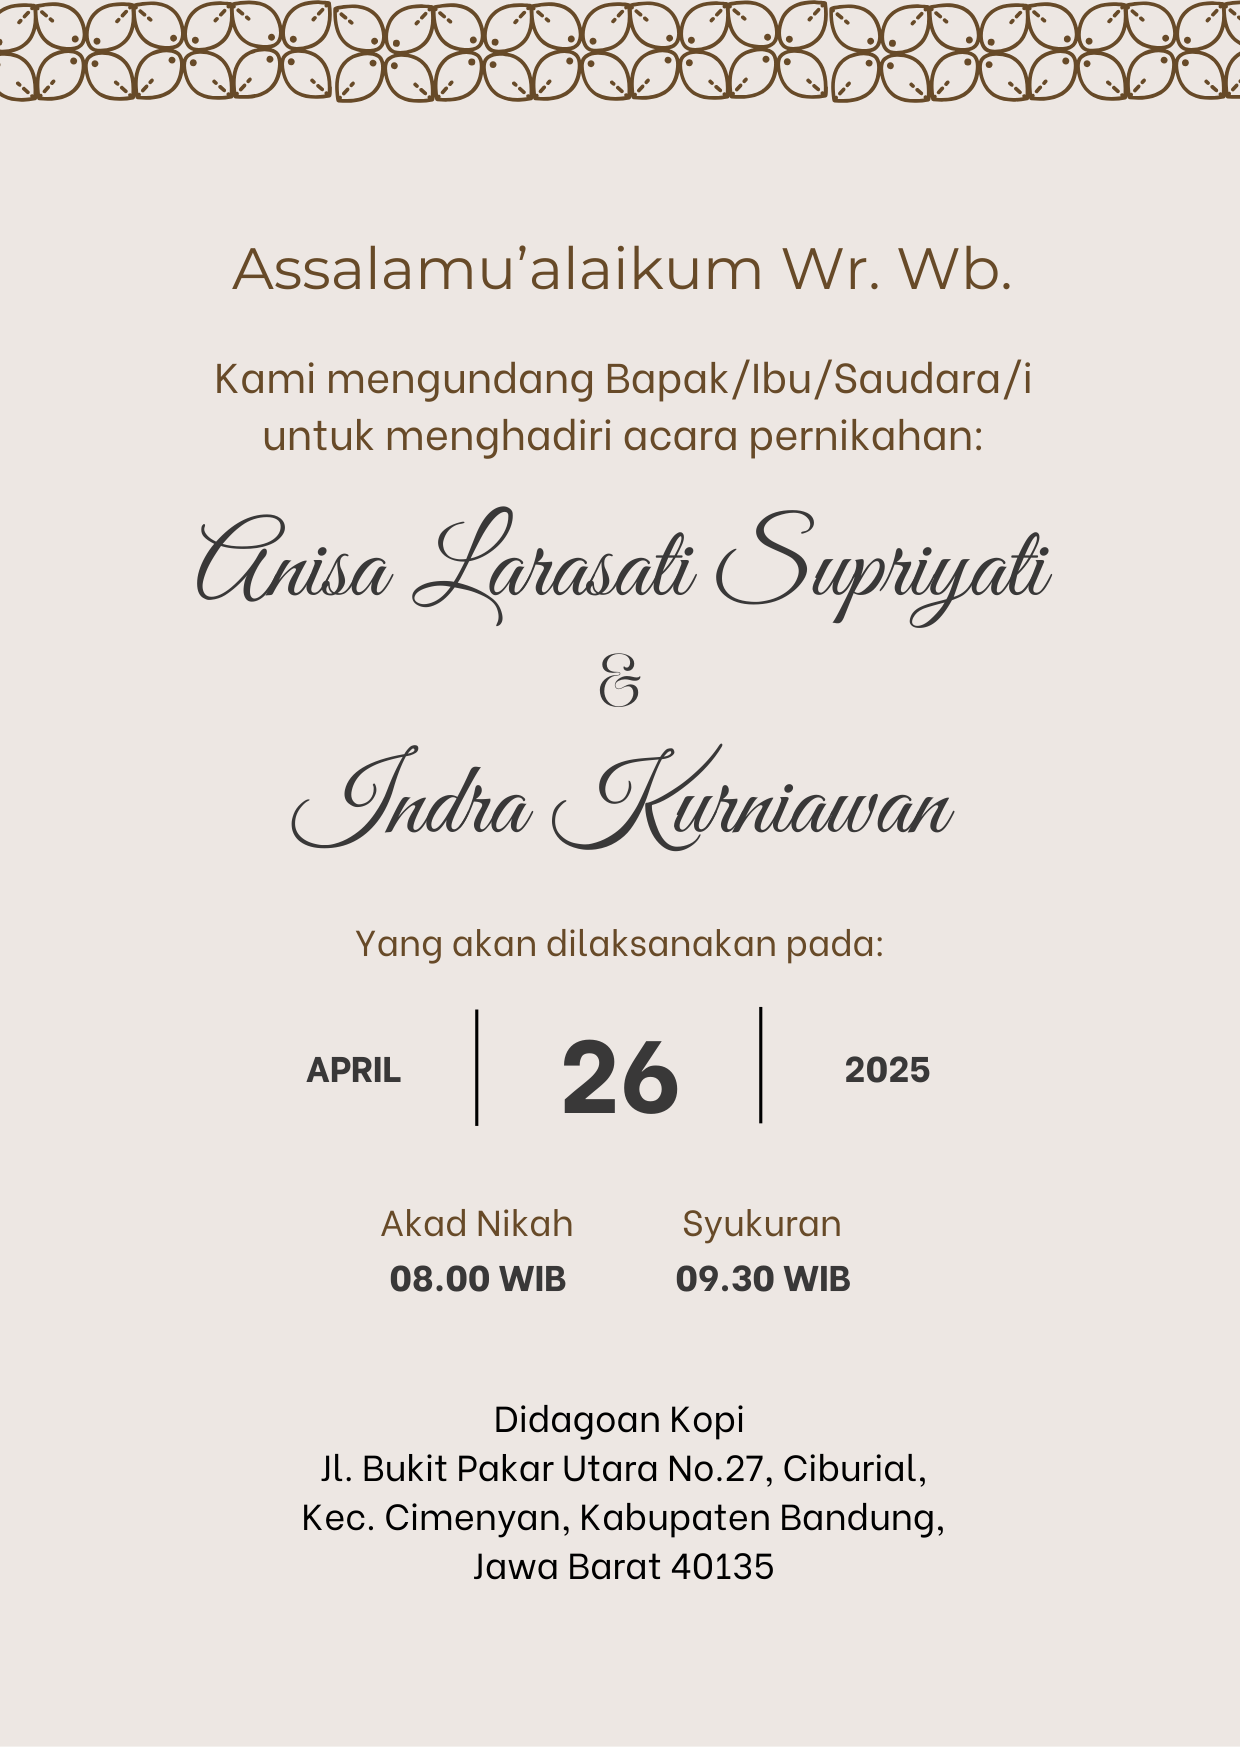 Assalamu’alaikum Wr. Wb.
Kami mengundang Bapak/Ibu/Saudara/i
untuk menghadiri acara pernikahan:
Anisa Larasati Supriyati
&
Indra Kurniawan
Yang akan dilaksanakan pada:
APRIL 26 2025
Akad Nikah Syukuran
08.00 WIB 09.30 WIB
Didagoan Kopi
Jl. Bukit Pakar Utara No.27, Ciburial,
Kec. Cimenyan, Kabupaten Bandung,
Jawa Barat 40135